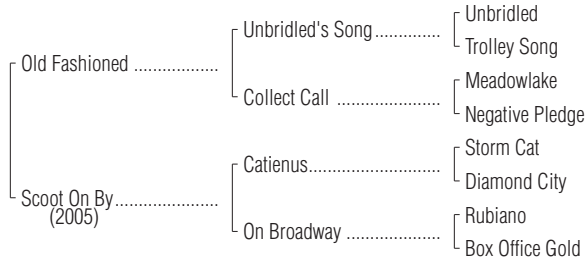 Unbridled
Unbridled's Song..............
Trolley Song
Old Fashioned ..................
Meadowlake
Collect Call ......................
Negative Pledge
Storm Cat
Catienus............................
Diamond City
Scoot On By......................
(2005)
Rubiano
On Broadway ....................
Box Office Gold